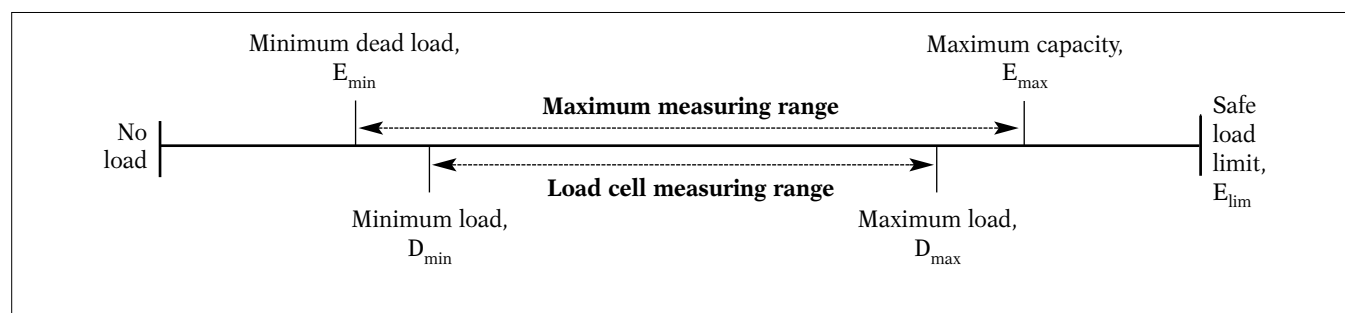 Minimum dead load,
E_min
Maximum capacity,
E_max
Maximum measuring range
No
load
Safe
load
limit,
E_lim
Load cell measuring range
Minimum load,
D_min
Maximum load,
D_max